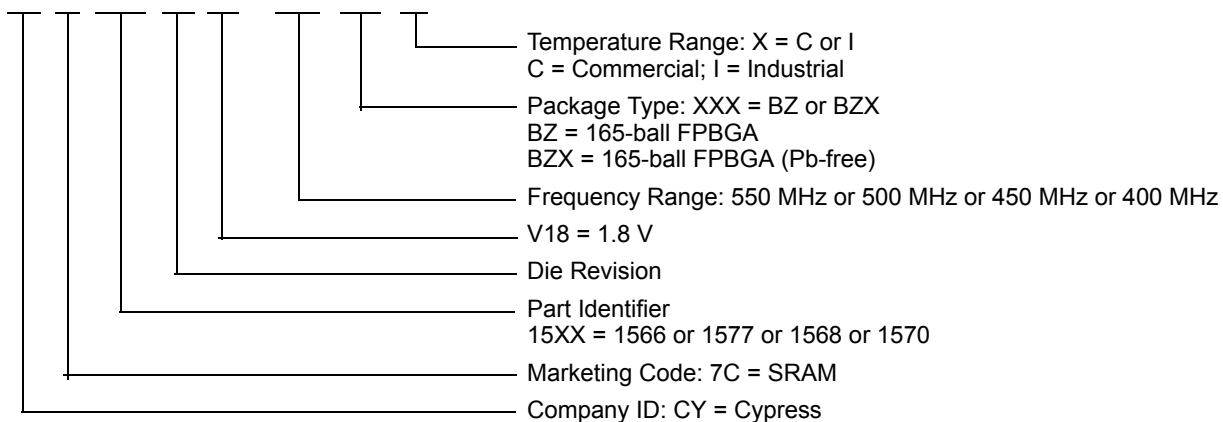 Temperature Range: X = C or I
C = Commercial; I = Industrial
Package Type: XXX = BZ or BZX
BZ = 165-ball FPBGA
BZX = 165-ball FPBGA (Pb-free)
Frequency Range: 550 MHz or 500 MHz or 450 MHz or 400 MHz
V18 = 1.8 V
Die Revision
Part Identifier
15XX = 1566 or 1577 or 1568 or 1570
Marketing Code: 7C = SRAM
Company ID: CY = Cypress